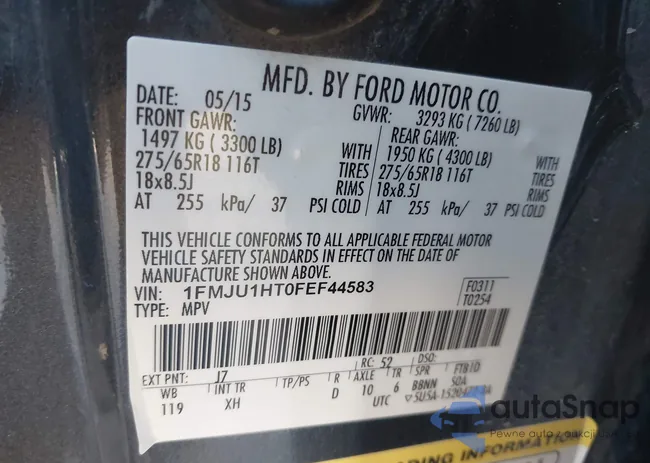 MFD. BY FORD MOTOR CO.
DATE: 05/15 GVWR: 3293 KG ( 7260 LB)
FRONT GAWR: REAR GAWR:
1497 KG ( 3300 LB) WITH 1950 KG ( 4300 LB) WITH
275/65R18 116T TIRES 275/65R18 116T TIRES
18x8.5J RIMS 18x8.5J RIMS
AT 255 kPa/ 37 PSI COLD AT 255 kPa/ 37 PSI COLD
THIS VEHICLE CONFORMS TO ALL APPLICABLE FEDERAL MOTOR
VEHICLE SAFETY STANDARDS IN EFFECT ON THE DATE OF
MANUFACTURE SHOWN ABOVE.
VIN: 1FMJU1HT0FEF44583 F0311
TYPE: MPV T0254
EXT PNT: J7 RC: 52 DSO:
WB INT TR TP/PS R AXLE TR SPR
119 XH D 10 6 BBNN
UTC
autaSnap
Pewne auto z aukcji
INFORMATION